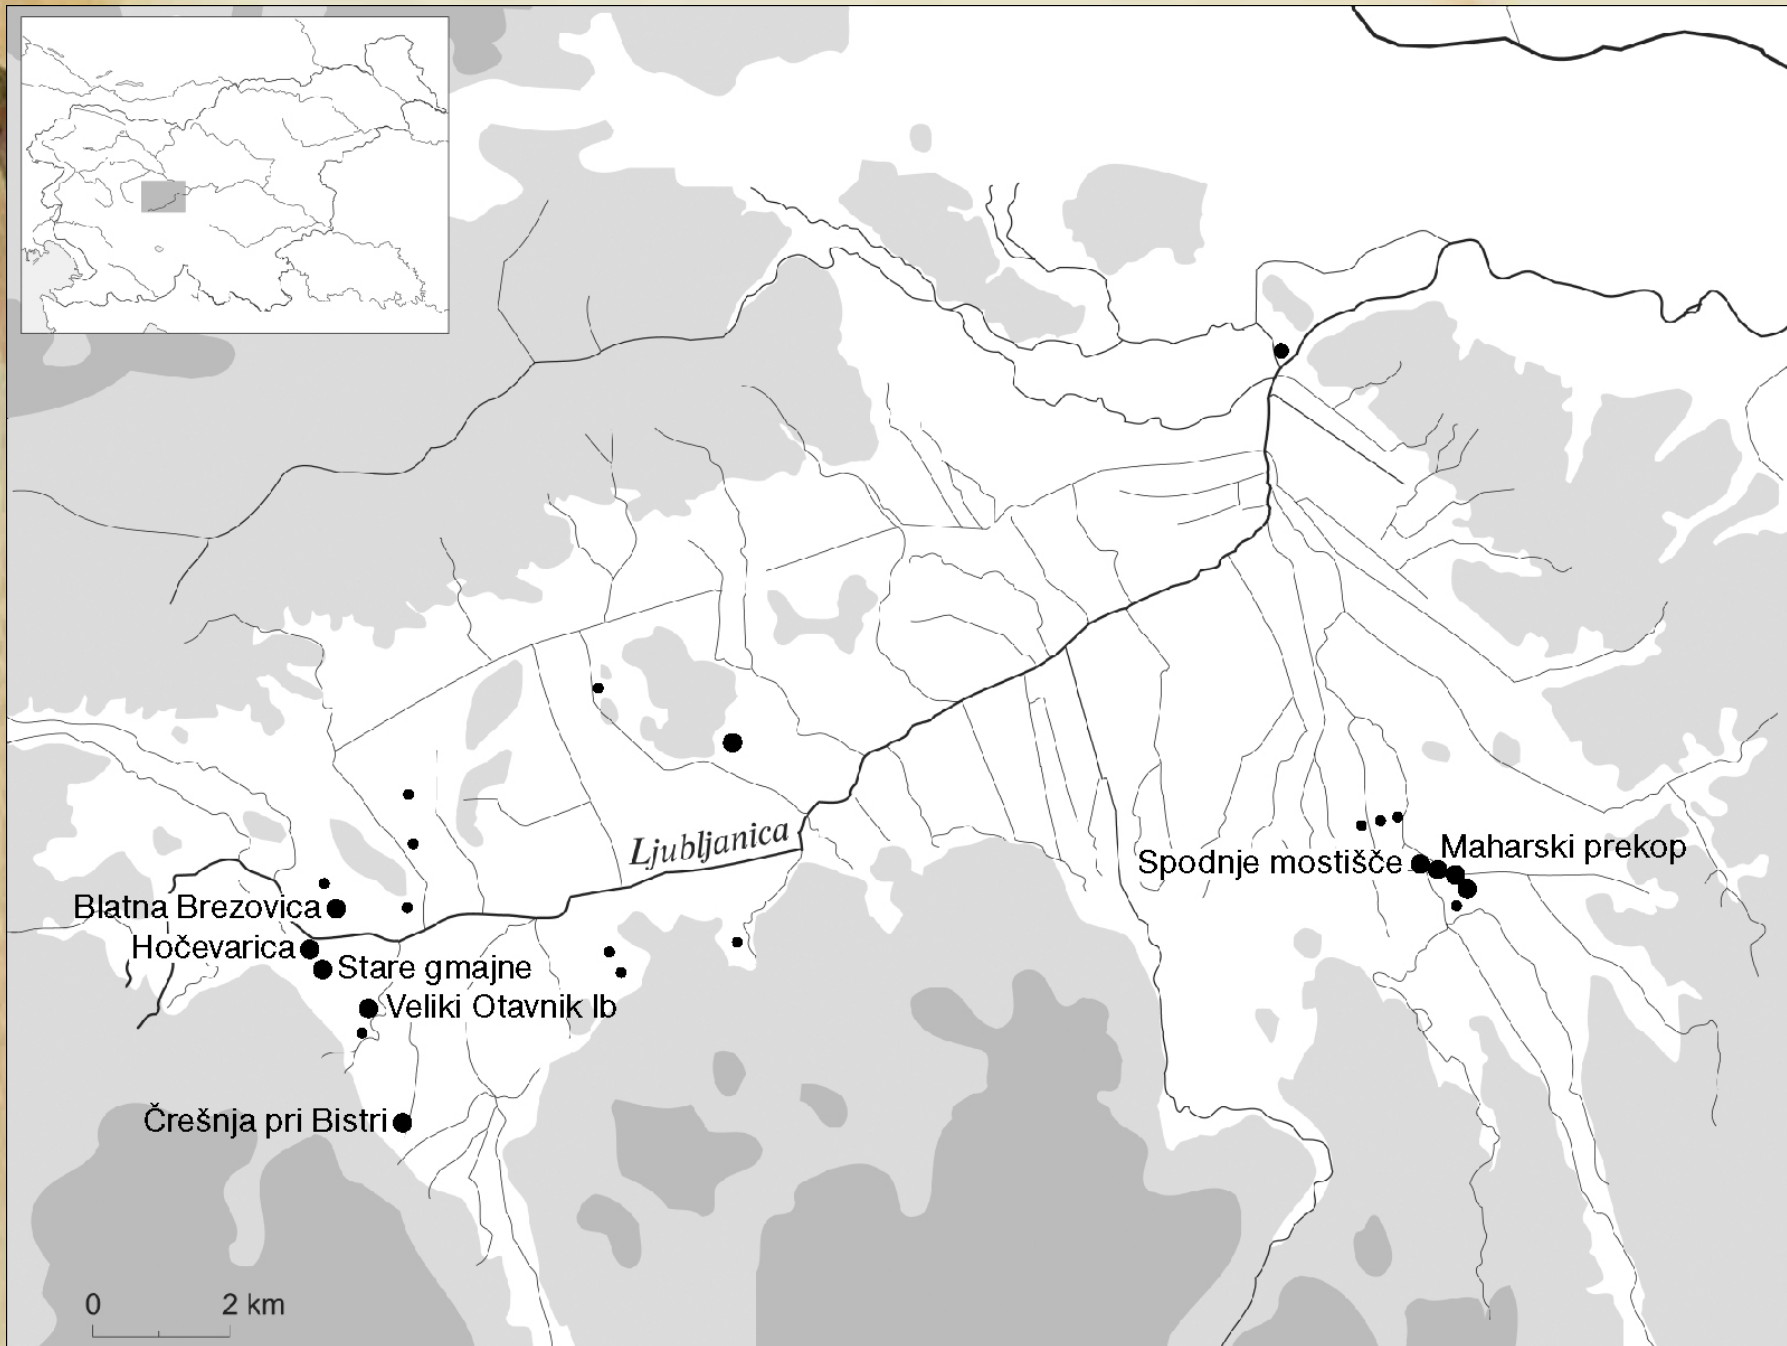 Ljubljanica
Maharski prekop
Spodnje mostišče
Blatna Brezovica
Hočevarica
Stare gmajne
Veliki Otavnik Ib
Črešnja pri Bistri
0 2 km